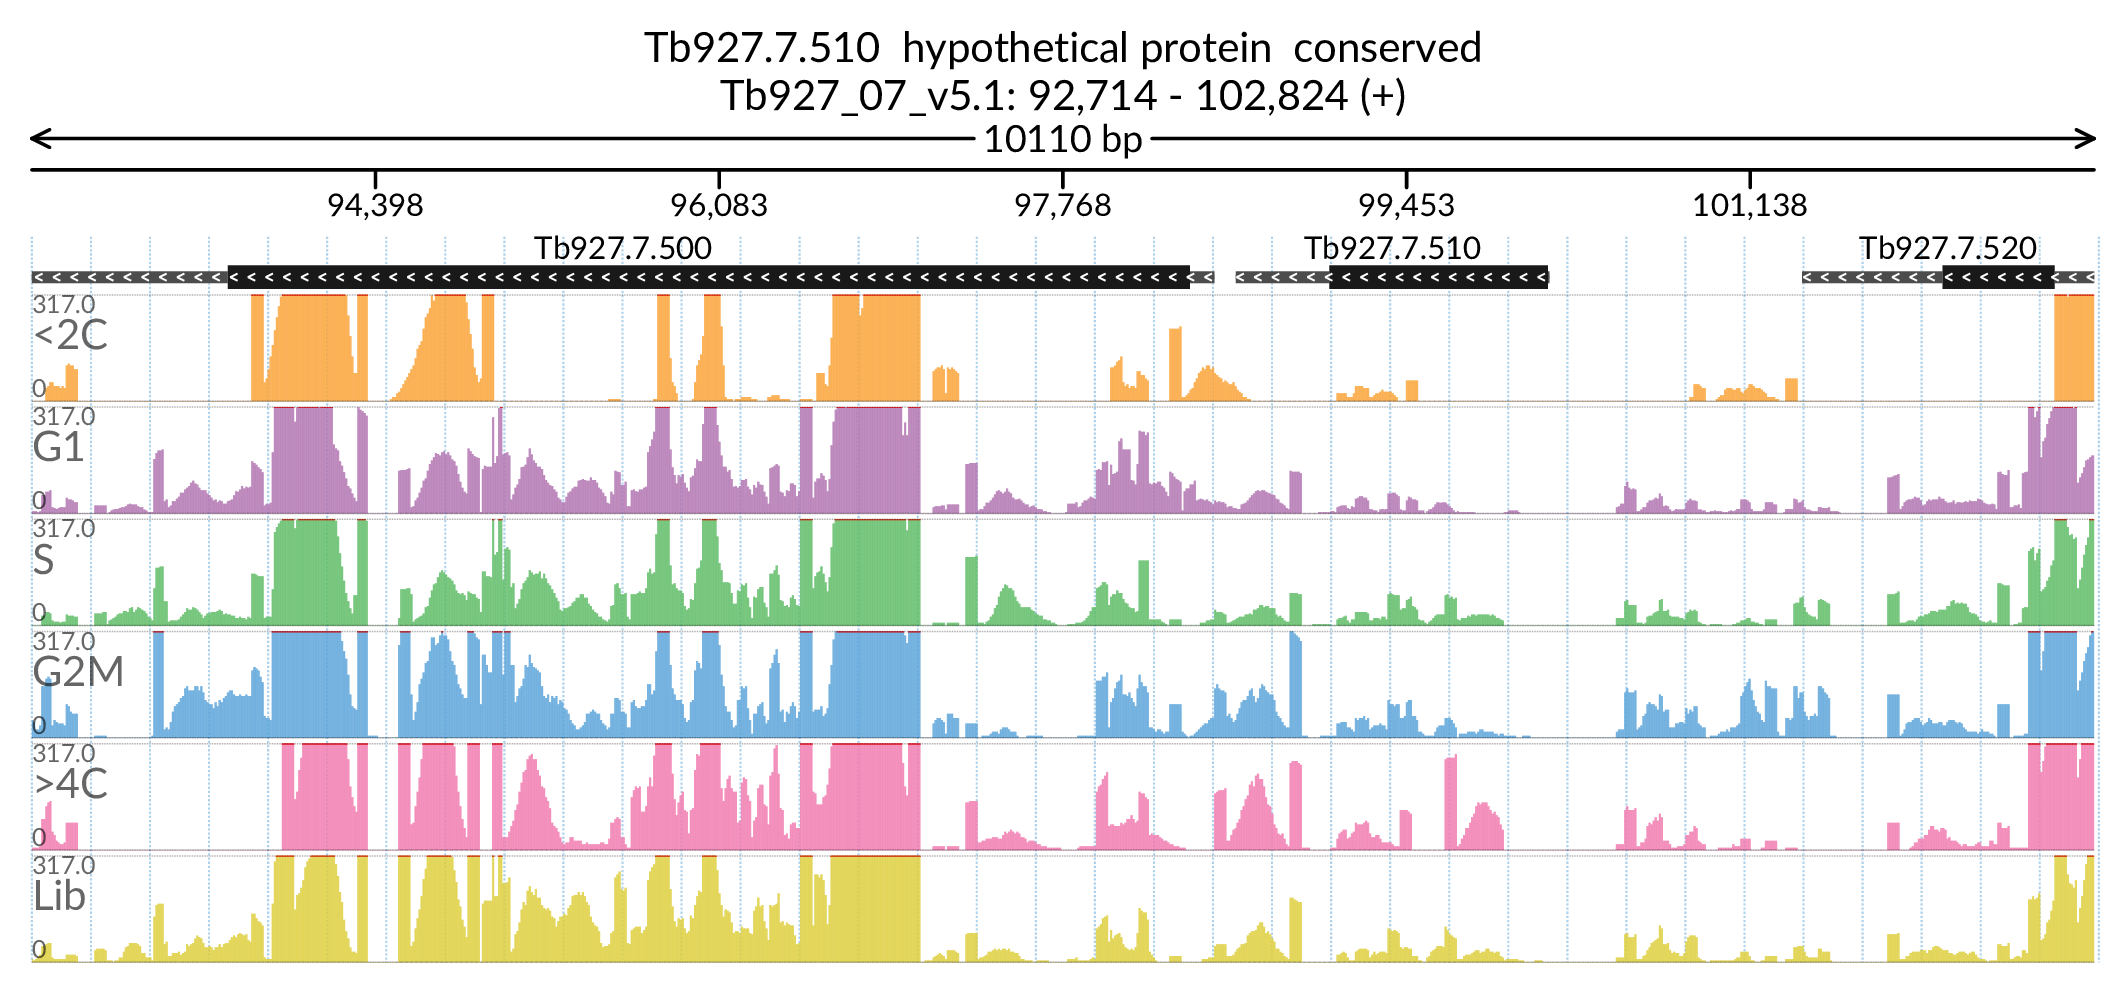 Tb927.7.510 hypothetical protein conserved
Tb927_07_v5.1: 92,714 - 102,824 (+)
10110 bp
94,398 96,083 97,768 99,453 101,138
Tb927.7.500 Tb927.7.510 Tb927.7.520
317.0
<2C
0
317.0
G1
0
317.0
S
0
317.0
G2M
0
317.0
>4C
0
317.0
Lib
0